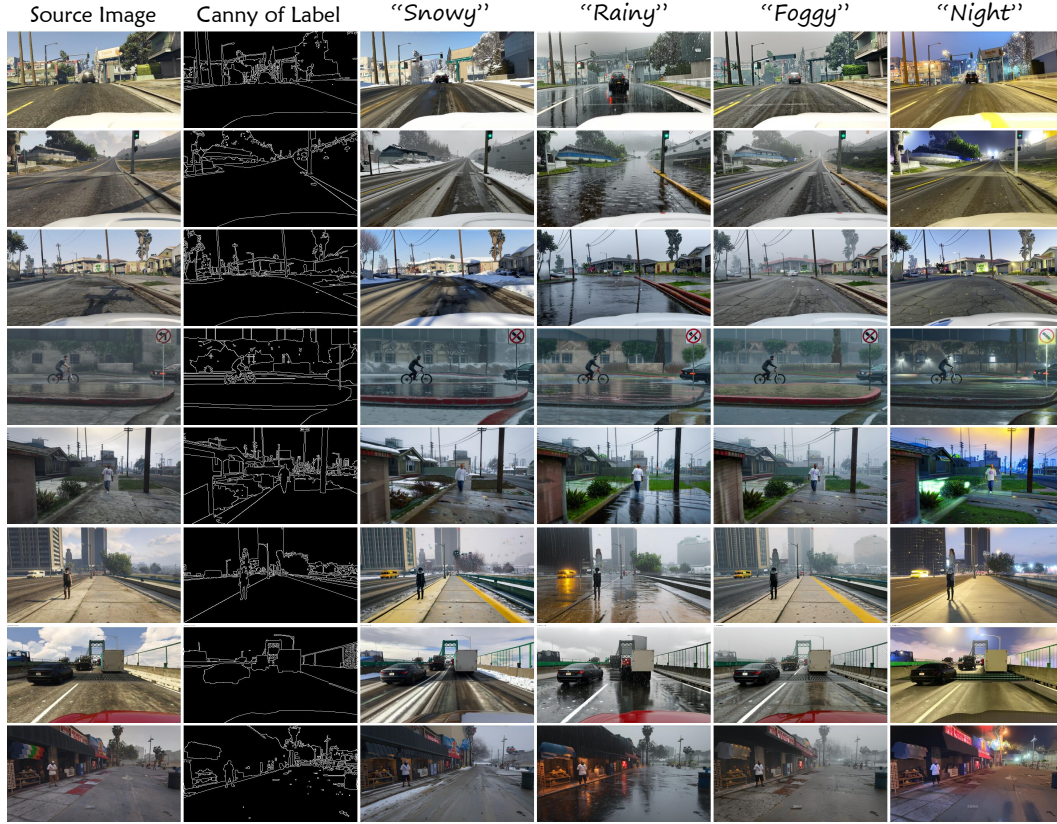 Source Image
Canny of Label
“Snowy”
“Rainy”
“Foggy”
“Night”